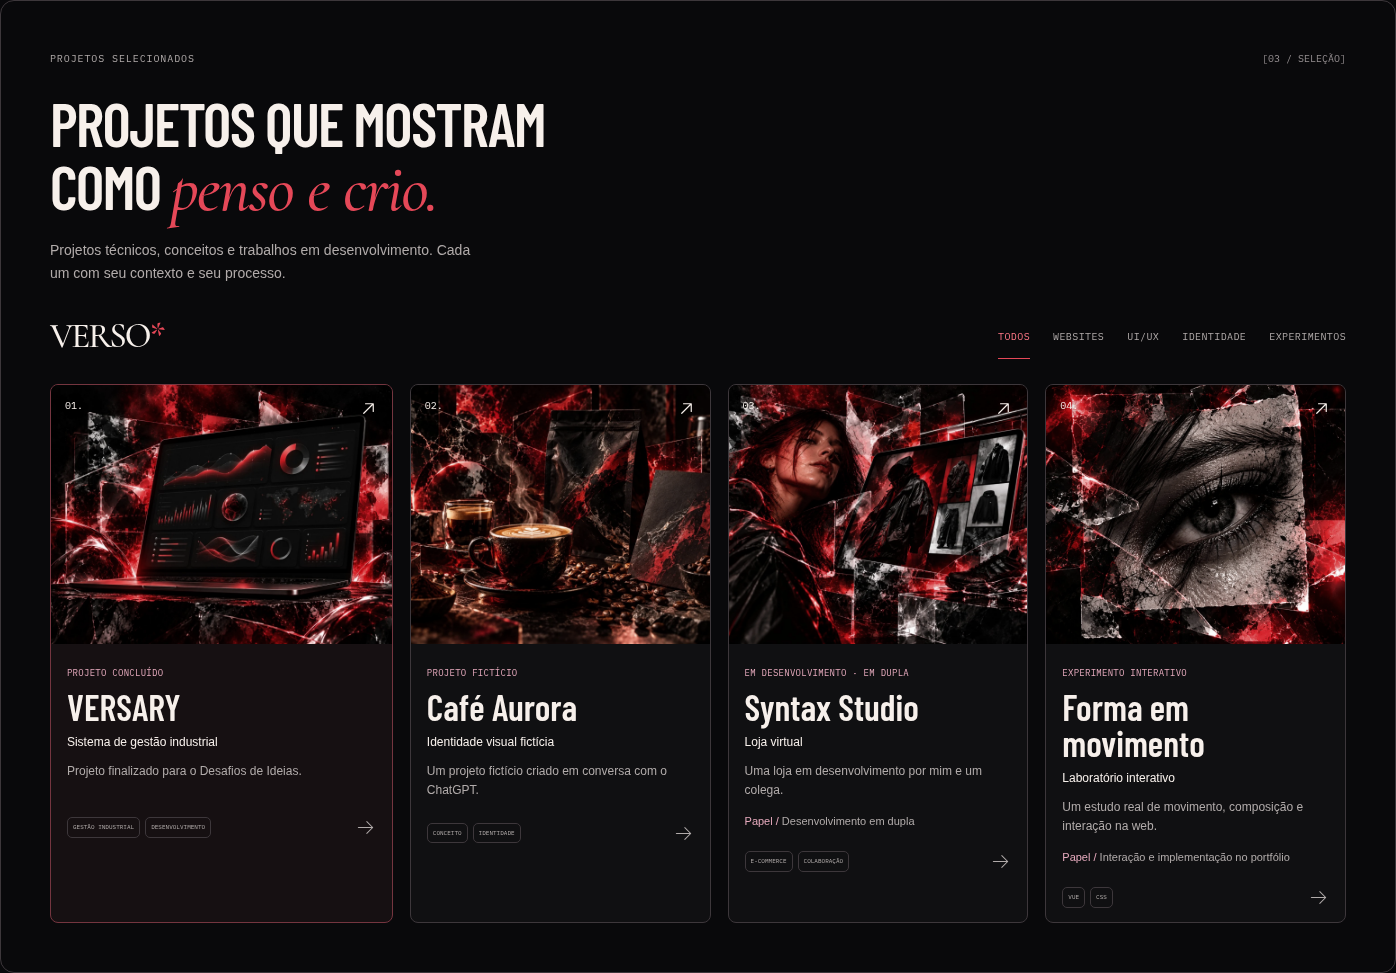 PROJETOS SELECIONADOS
[03 / SELEÇÃO]
PROJETOS QUE MOSTRAM
COMO penso e crio.
Projetos técnicos, conceitos e trabalhos em desenvolvimento. Cada
um com seu contexto e seu processo.
VERSO*
TODOS WEBSITES UI/UX IDENTIDADE EXPERIMENTOS
01.
PROJETO CONCLUÍDO
VERSARY
Sistema de gestão industrial
Projeto finalizado para o Desafios de Ideias.
GESTÃO INDUSTRIAL DESENVOLVIMENTO
02.
PROJETO FICTÍCIO
Café Aurora
Identidade visual fictícia
Um projeto fictício criado em conversa com o
ChatGPT.
CONCEITO IDENTIDADE
03.
EM DESENVOLVIMENTO · EM DUPLA
Syntax Studio
Loja virtual
Uma loja em desenvolvimento por mim e um
colega.
Papel / Desenvolvimento em dupla
E-COMMERCE COLABORAÇÃO
04.
EXPERIMENTO INTERATIVO
Forma em
movimento
Laboratório interativo
Um estudo real de movimento, composição e
interação na web.
Papel / Interação e implementação no portfólio
VUE CSS